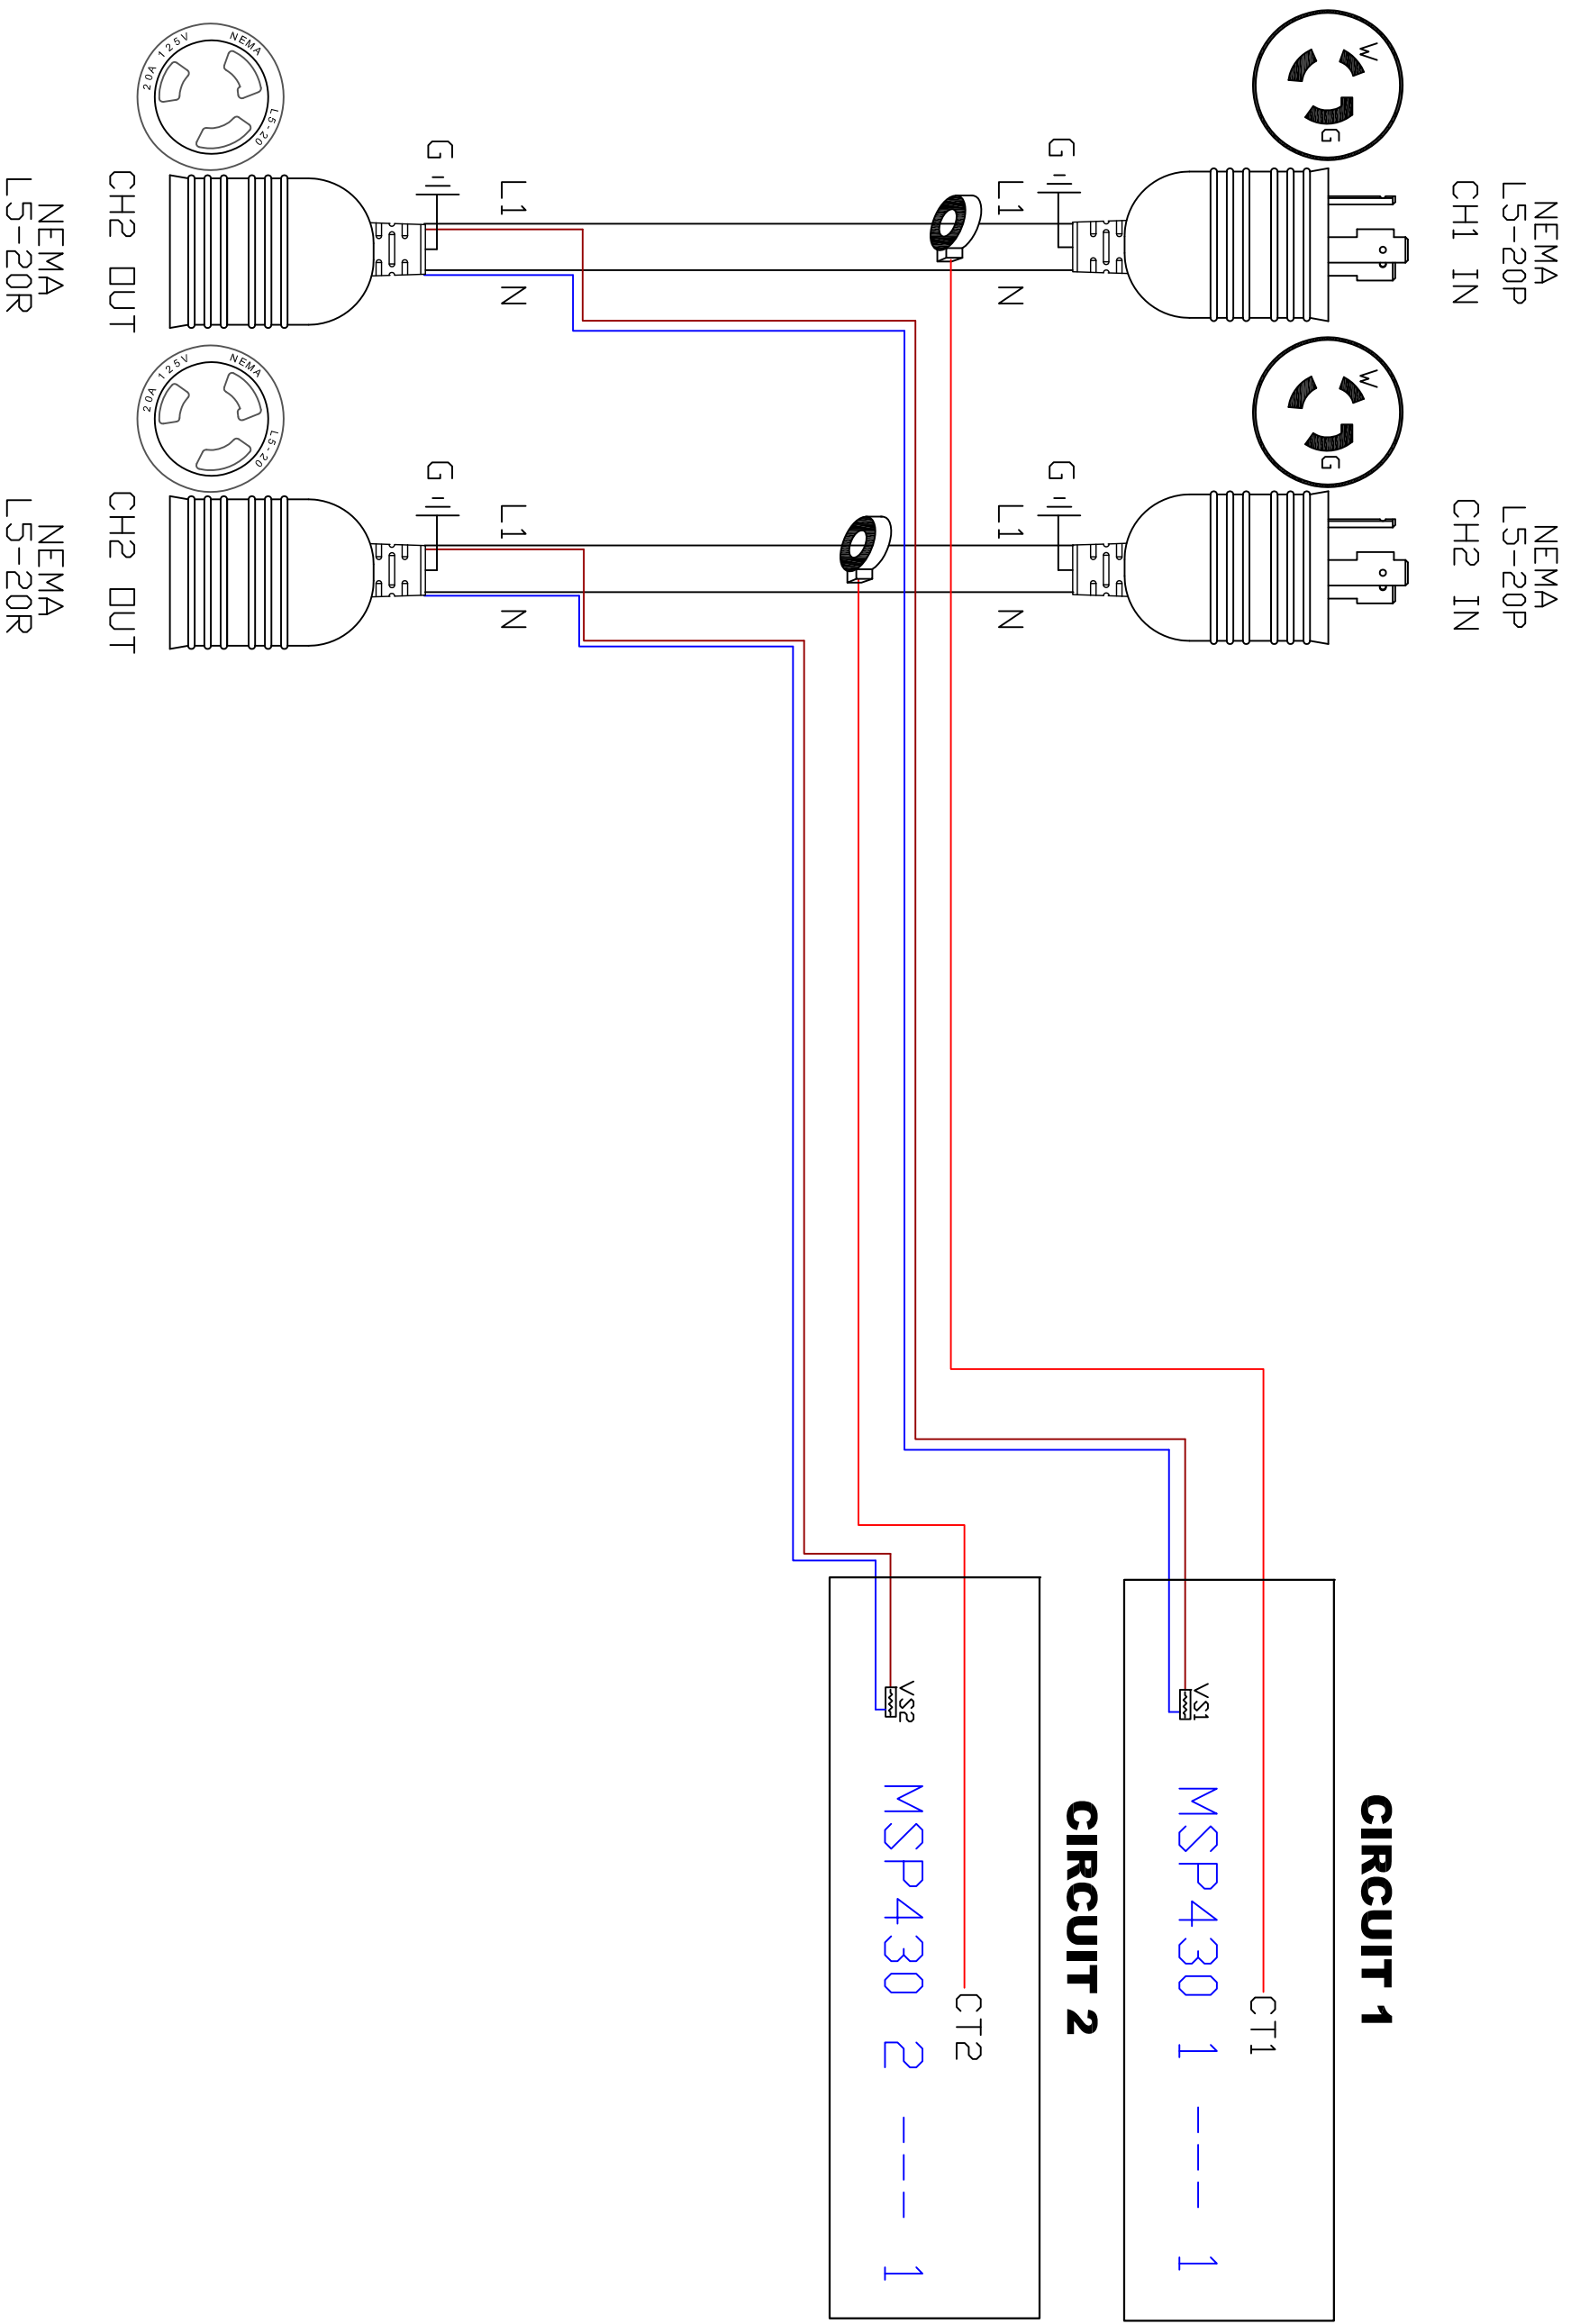 NEMA
L5-20P
CH1 IN
W
G
G
L1
N
L1
N
G
NEMA
L5-20
20A 125V
CH2 OUT
NEMA
L5-20R
NEMA
L5-20P
CH2 IN
W
G
G
L1
N
L1
N
G
NEMA
L5-20
20A 125V
CH2 OUT
NEMA
L5-20R
CIRCUIT 1
CT1
VS1
MSP430 1 --- 1
CIRCUIT 2
CT2
VS2
MSP430 2 --- 1